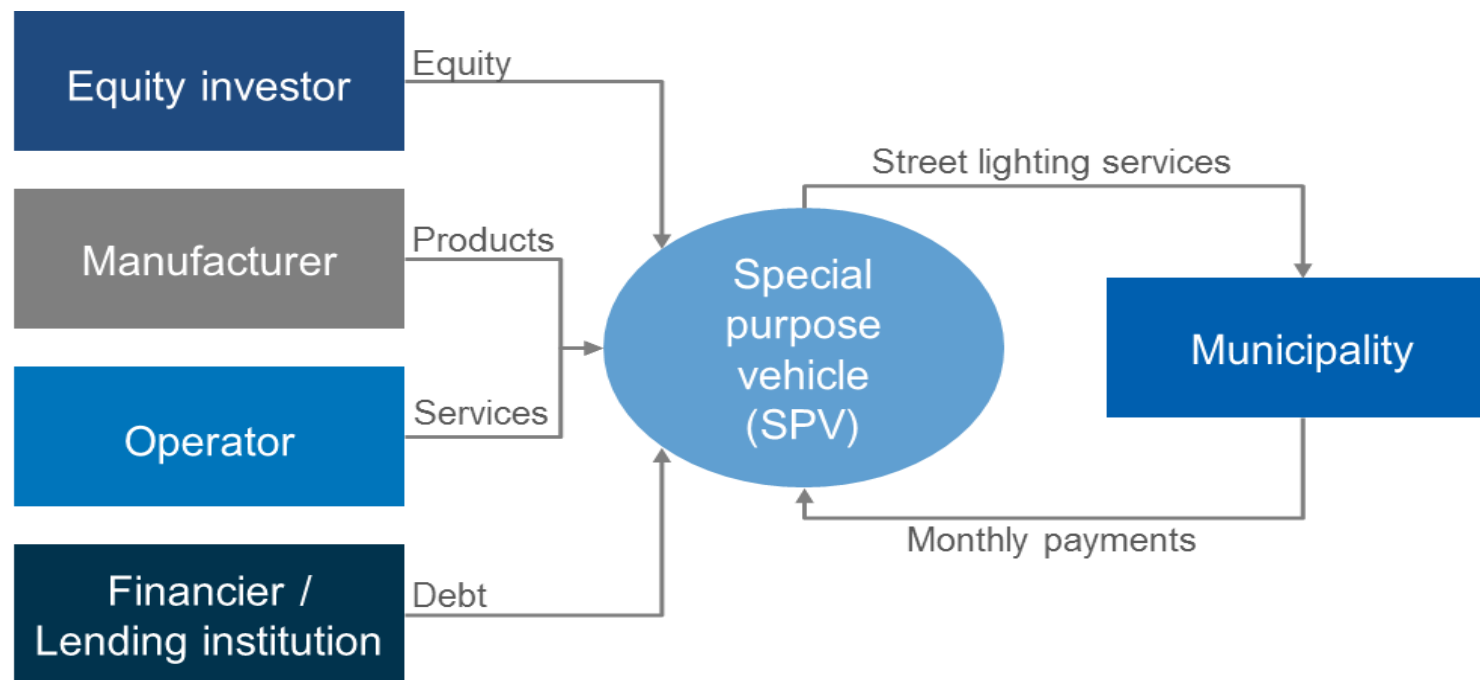 Equity investor
Equity
Manufacturer
Products
Operator
Services
Financier /
Lending institution
Debt
Special
purpose
vehicle
(SPV)
Street lighting services
Municipality
Monthly payments